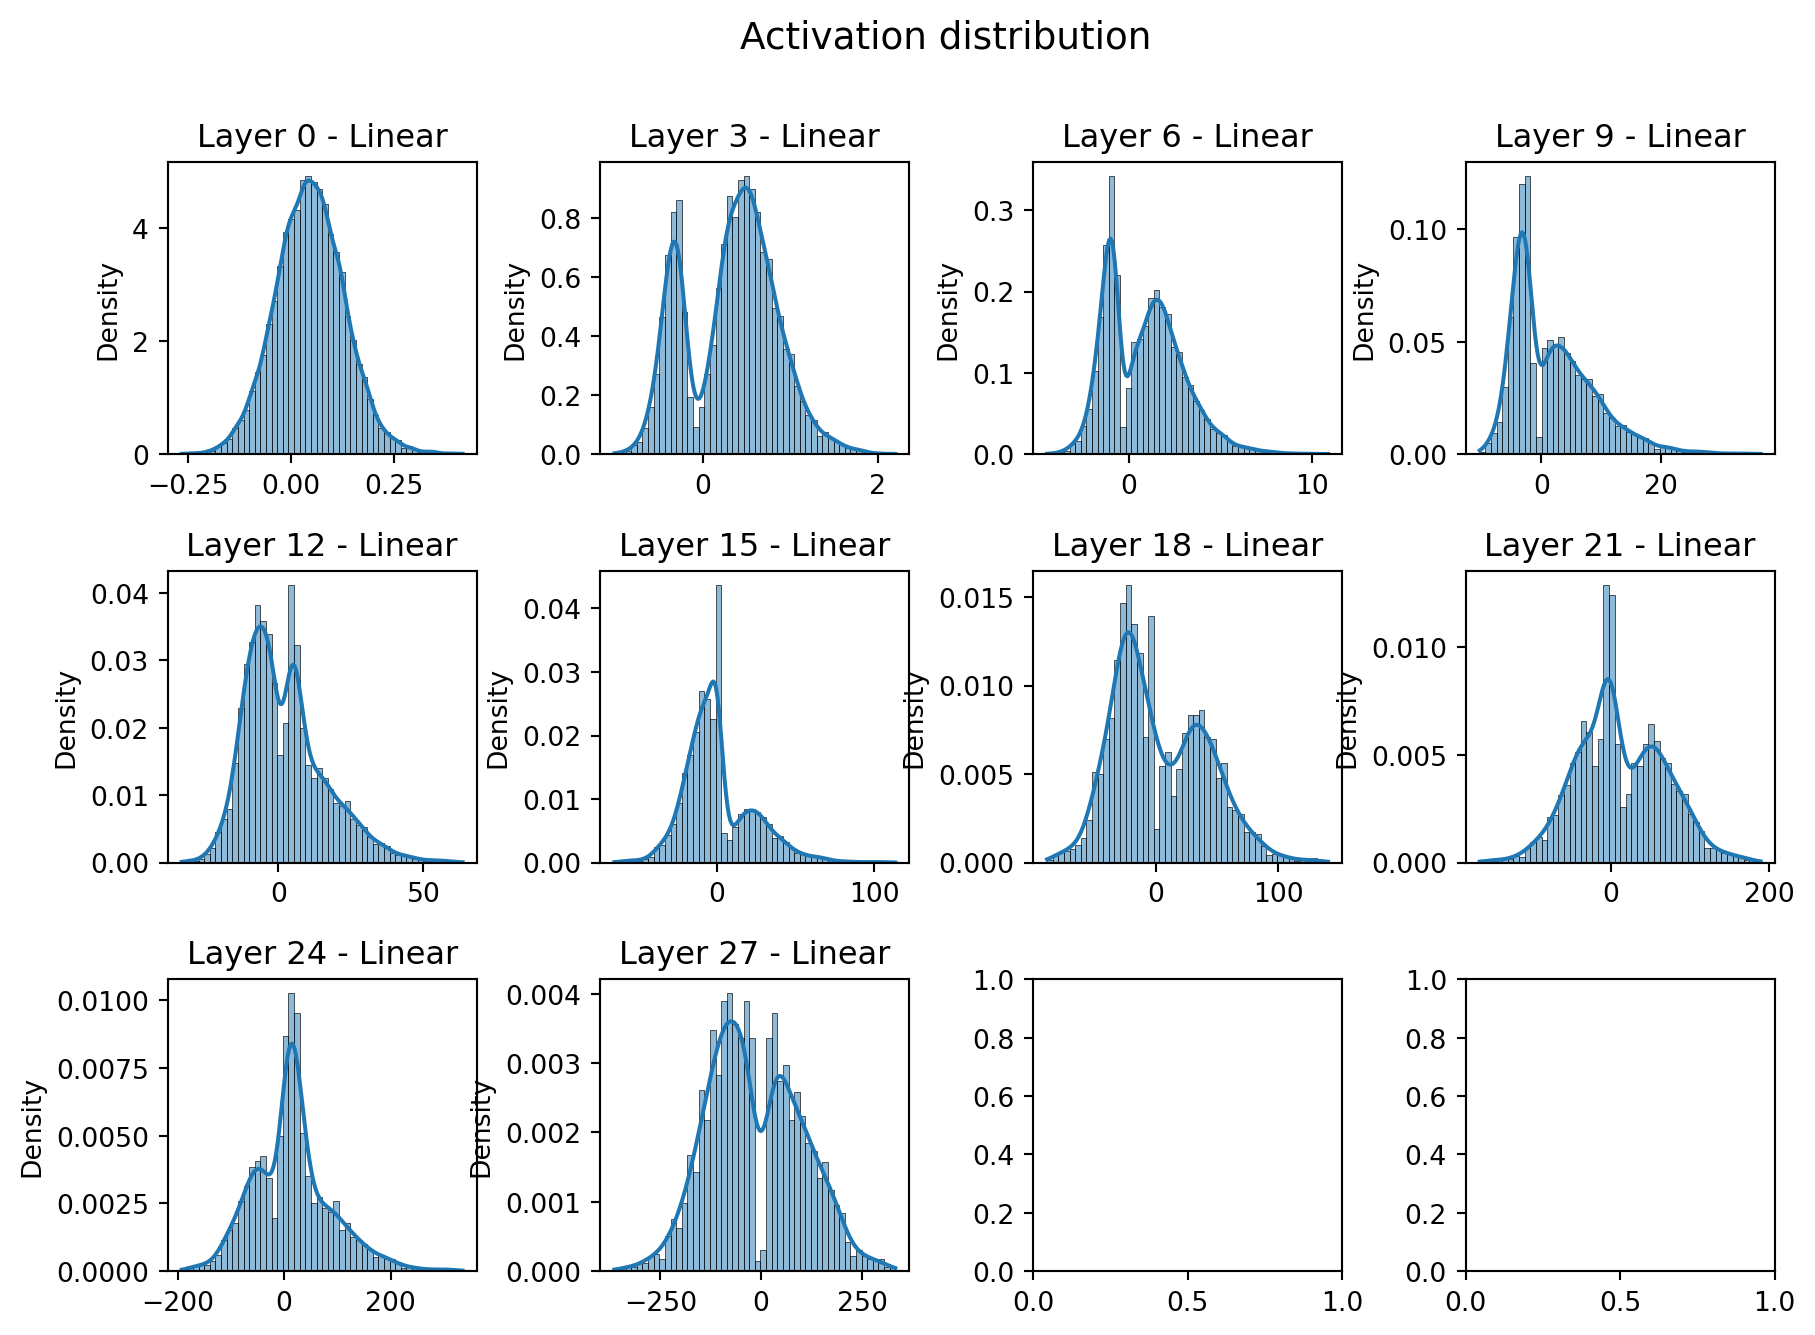 Activation distribution
Layer 0 - Linear
Density
4
2
0
−0.25 0.00 0.25
Layer 3 - Linear
Density
0.8
0.6
0.4
0.2
0.0
0 2
Layer 6 - Linear
Density
0.3
0.2
0.1
0.0
0 10
Layer 9 - Linear
Density
0.10
0.05
0.00
0 20
Layer 12 - Linear
Density
0.04
0.03
0.02
0.01
0.00
0 50
Layer 15 - Linear
Density
0.04
0.03
0.02
0.01
0.00
0 100
Layer 18 - Linear
Density
0.015
0.010
0.005
0.000
0 100
Layer 21 - Linear
Density
0.010
0.005
0.000
0 200
Layer 24 - Linear
Density
0.0100
0.0075
0.0050
0.0025
0.0000
−200 0 200
Layer 27 - Linear
Density
0.004
0.003
0.002
0.001
0.000
−250 0 250
1.0
0.8
0.6
0.4
0.2
0.0
0.0 0.5 1.0
1.0
0.8
0.6
0.4
0.2
0.0
0.0 0.5 1.0